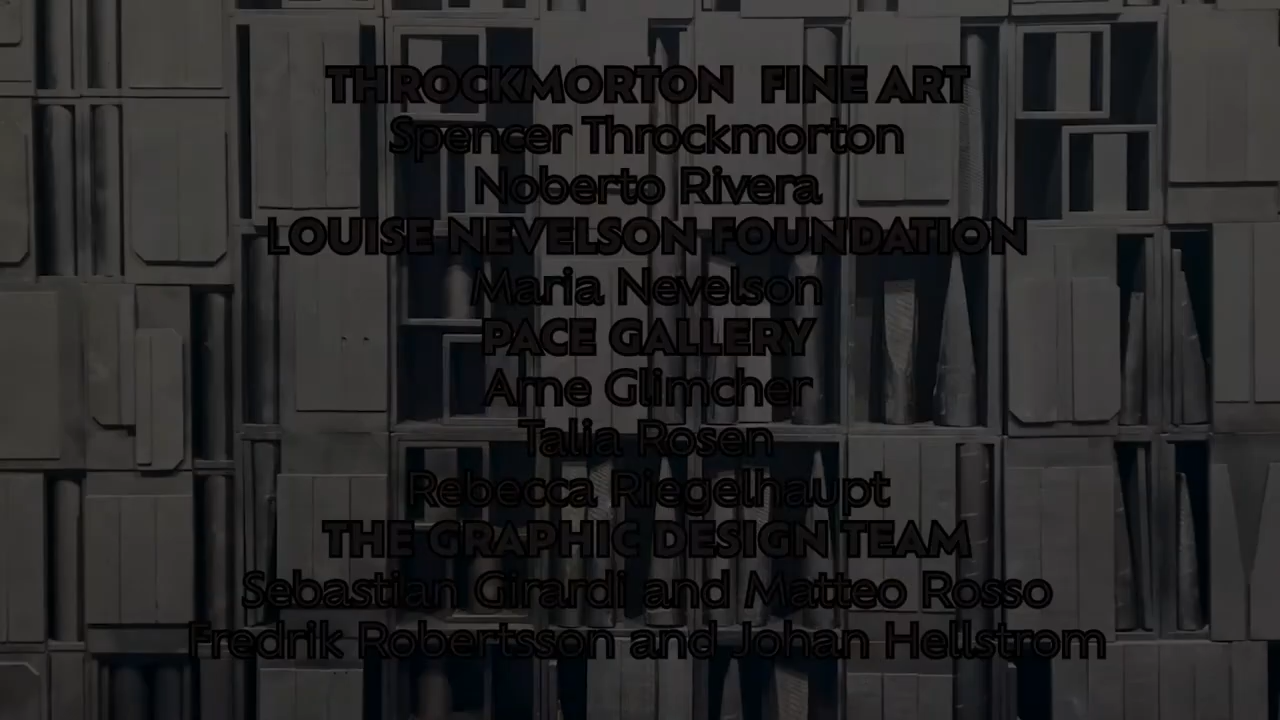 THROCKMORTON FINE ART
Spencer Throckmorton
Noberto Rivera
LOUISE NEVELSON FOUNDATION
Maria Nevelson
PACE GALLERY
Arne Glimcher
Talia Rosen
Rebecca Riegelhaupt
THE GRAPHIC DESIGN TEAM
Sebastian Girardi and Matteo Rosso
Fredrik Robertsson and Johan Hellstrom